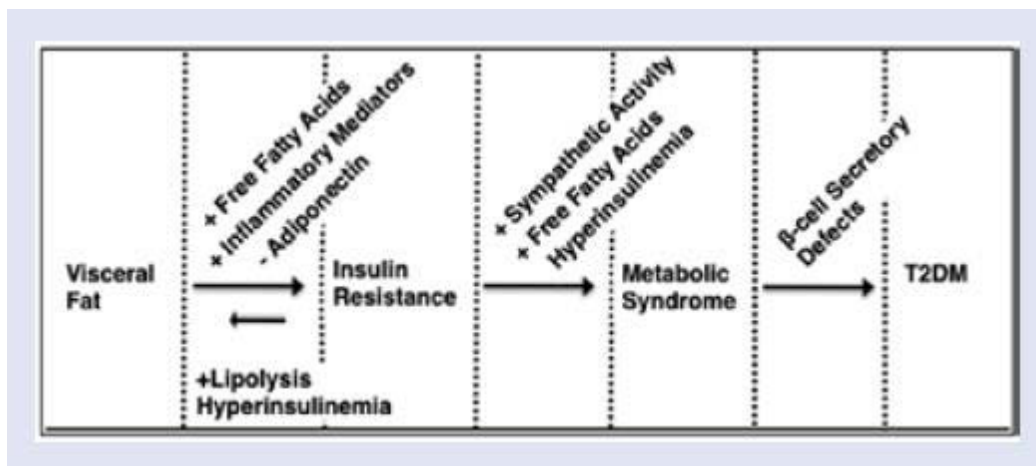 + Free Fatty Acids
+ Inflammatory Mediators
- Adiponectin
+ Sympathetic Activity
+ Free Fatty Acids
Hyperinsulinemia
β-cell Secretory
Defects
Visceral
Fat
Insulin
Resistance
Metabolic
Syndrome
T2DM
+Lipolysis
Hyperinsulinemia